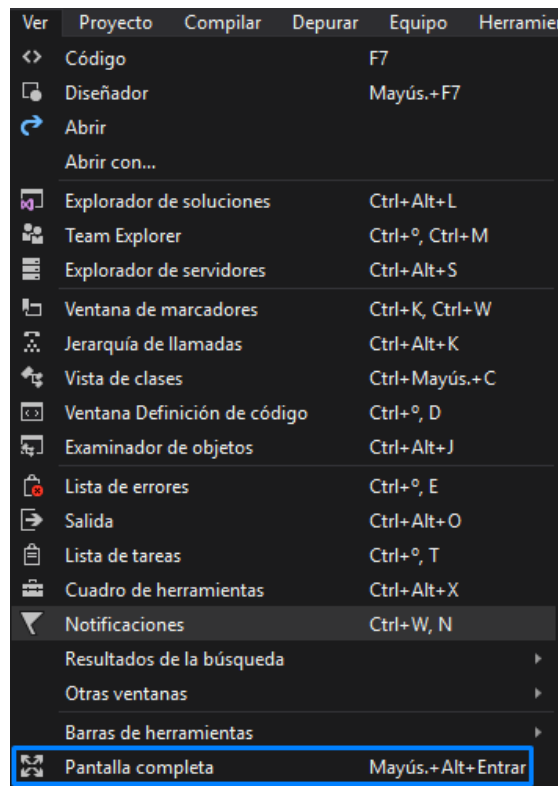 Ver Proyecto Compilar Depurar Equipo Herramie
Código F7
Diseñador Mayús.+F7
Abrir
Abrir con...
Explorador de soluciones Ctrl+Alt+L
Team Explorer Ctrl+º, Ctrl+M
Explorador de servidores Ctrl+Alt+S
Ventana de marcadores Ctrl+K, Ctrl+W
Jerarquía de llamadas Ctrl+Alt+K
Vista de clases Ctrl+Mayús.+C
Ventana Definición de código Ctrl+º, D
Examinador de objetos Ctrl+Alt+J
Lista de errores Ctrl+º, E
Salida Ctrl+Alt+O
Lista de tareas Ctrl+º, T
Cuadro de herramientas Ctrl+Alt+X
Notificaciones Ctrl+W, N
Resultados de la búsqueda
Otras ventanas
Barras de herramientas
Pantalla completa Mayús.+Alt+Entrar